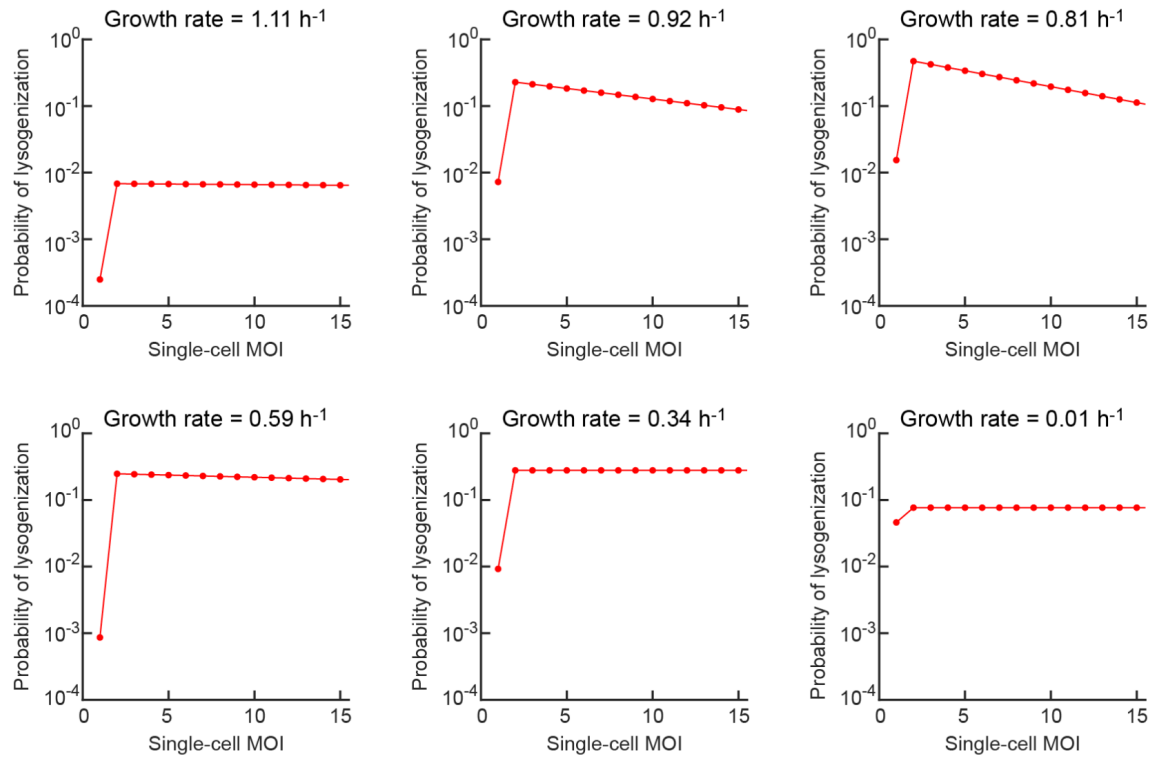 Growth rate = 1.11 h-1
Probability of lysogenization
10^0
10^-1
10^-2
10^-3
10^-4
0 5 10 15
Single-cell MOI
Growth rate = 0.92 h-1
Probability of lysogenization
10^0
10^-1
10^-2
10^-3
10^-4
0 5 10 15
Single-cell MOI
Growth rate = 0.81 h-1
Probability of lysogenization
10^0
10^-1
10^-2
10^-3
10^-4
0 5 10 15
Single-cell MOI
Growth rate = 0.59 h-1
Probability of lysogenization
10^0
10^-1
10^-2
10^-3
10^-4
0 5 10 15
Single-cell MOI
Growth rate = 0.34 h-1
Probability of lysogenization
10^0
10^-1
10^-2
10^-3
10^-4
0 5 10 15
Single-cell MOI
Growth rate = 0.01 h-1
Probability of lysogenization
10^0
10^-1
10^-2
10^-3
10^-4
0 5 10 15
Single-cell MOI